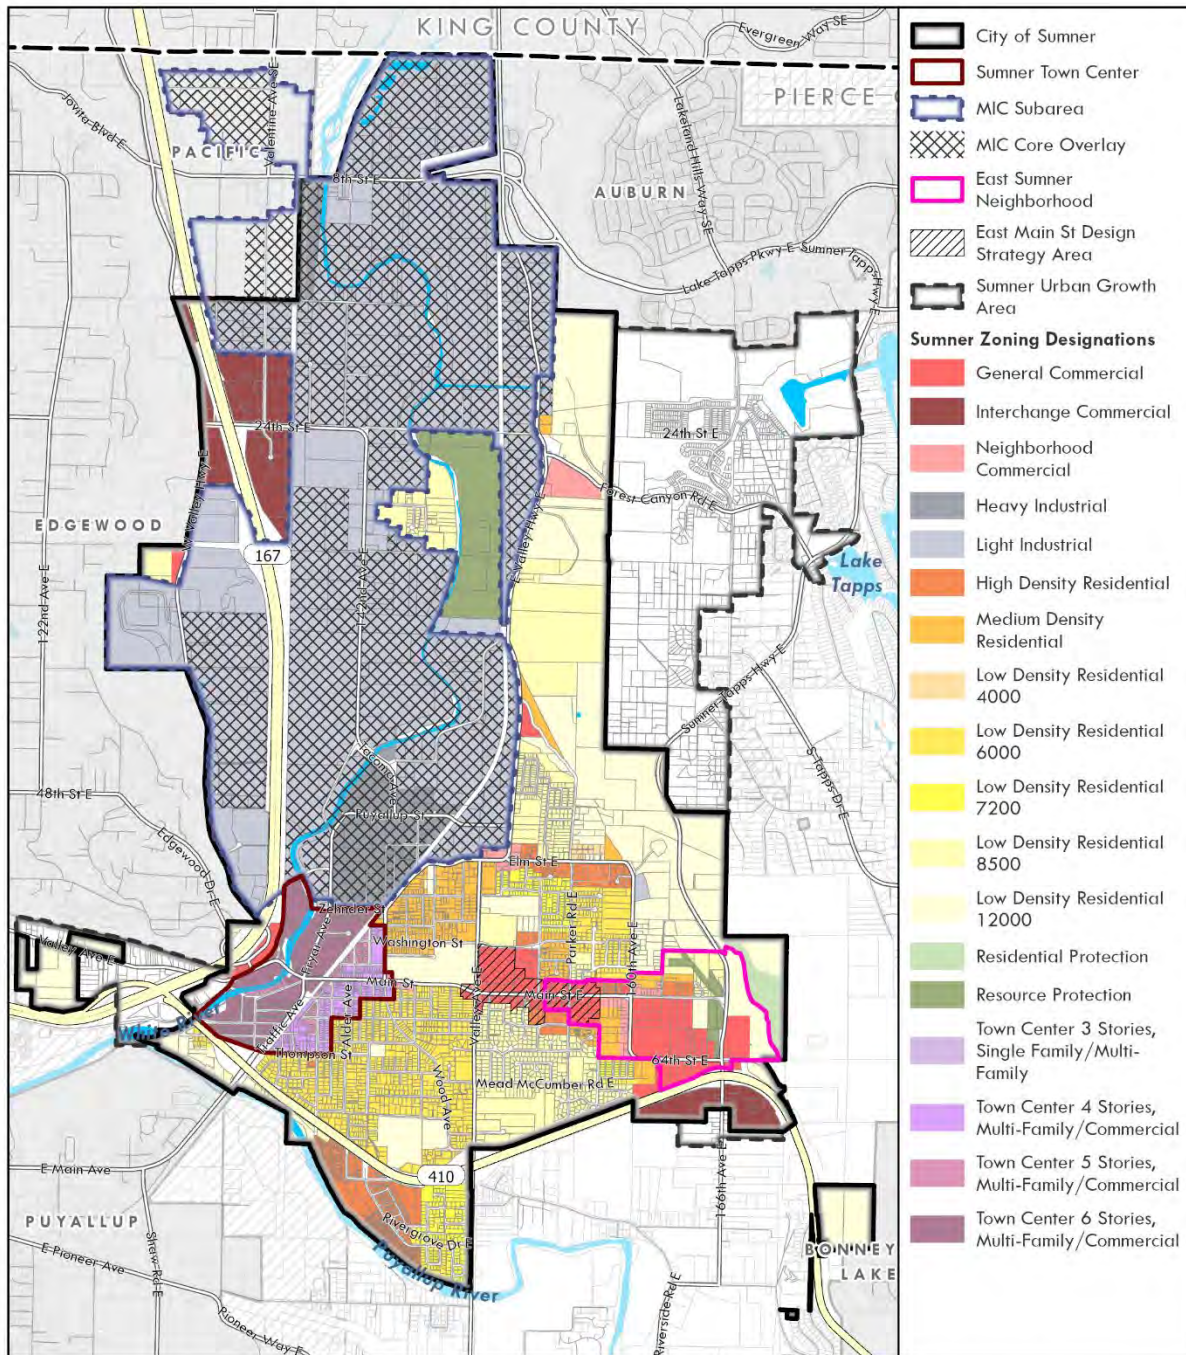 KING COUNTY
Evergreen Way SE
PIERCE C
Jovita Blvd E
Valentine Ave SE
PACIFIC
Lakeland Hills Way SE
8th St E
AUBURN
Lake Tapps Pkwy E
Sumner Tapps Hwy E
24th St E
24th St E
W Valley Hwy E
Forest Canyon Rd E
EDGEWOOD
E Valley Hwy E
167
Lake
Tapps
122nd Ave E
142nd Ave E
Sumner Tapps Hwy E
S Tapps Dr E
Tacoma Ave
48th St E
Puyallup St
Edgewood Dr E
Elm St E
Zehnder St
Parker Rd E
160th Ave E
Valley Ave E
Fryar Ave
Washington St
Main St
Main St E
Valley Ave E
White River
Traffic Ave
Alder Ave
Thompson St
64th St E
Wood Ave
Mead McCumber Rd E
E Main Ave
410
166th Ave E
PUYALLUP
Shaw Rd E
Rivergrove Dr E
E Pioneer Ave
Puyallup River
BONNEY
LAKE
Pioneer Way E
Riverside Rd E
City of Sumner
Sumner Town Center
MIC Subarea
MIC Core Overlay
East Sumner
Neighborhood
East Main St Design
Strategy Area
Sumner Urban Growth
Area
Sumner Zoning Designations
General Commercial
Interchange Commercial
Neighborhood
Commercial
Heavy Industrial
Light Industrial
High Density Residential
Medium Density
Residential
Low Density Residential
4000
Low Density Residential
6000
Low Density Residential
7200
Low Density Residential
8500
Low Density Residential
12000
Residential Protection
Resource Protection
Town Center 3 Stories,
Single Family/Multi-
Family
Town Center 4 Stories,
Multi-Family/Commercial
Town Center 5 Stories,
Multi-Family/Commercial
Town Center 6 Stories,
Multi-Family/Commercial